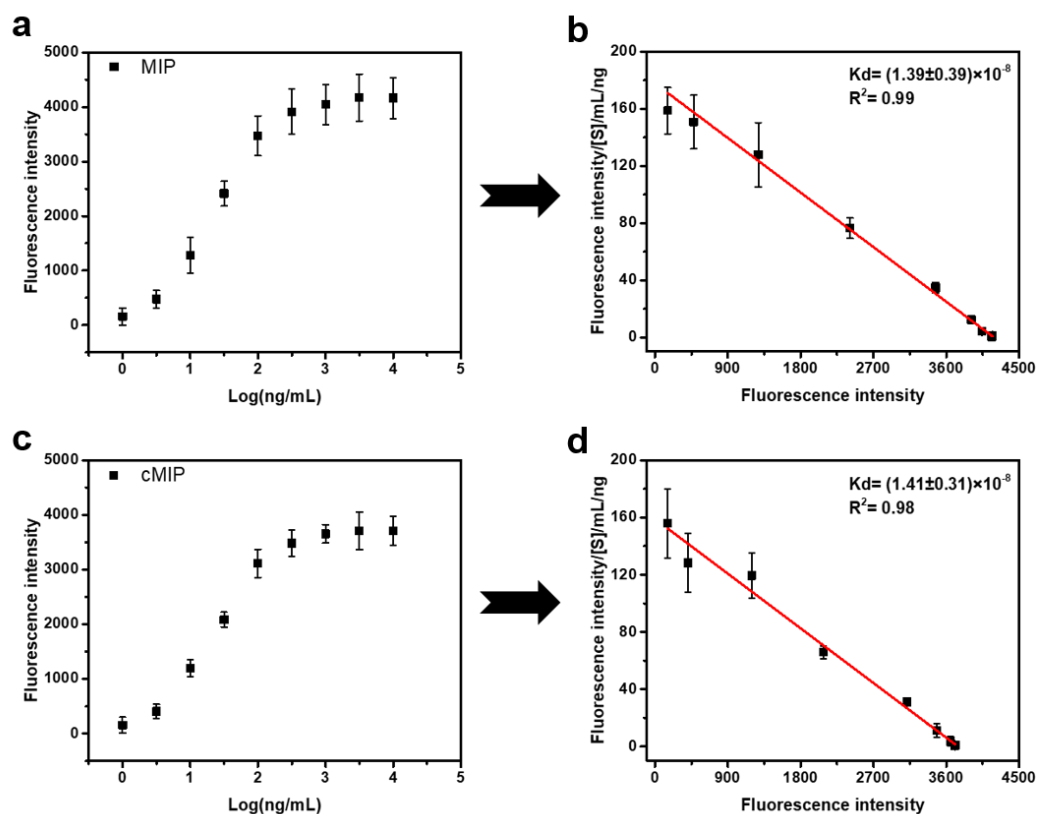 a
5000
MIP
4000
3000
2000
1000
0
Fluorescence intensity
0 1 2 3 4 5
Log(ng/mL)
b
200
160
120
80
40
0
Fluorescence intensity/[S]/mL/ng
Kd= (1.39±0.39)×10⁻⁸
R²= 0.99
0 900 1800 2700 3600 4500
Fluorescence intensity
c
5000
cMIP
4000
3000
2000
1000
0
Fluorescence intensity
0 1 2 3 4 5
Log(ng/mL)
d
200
160
120
80
40
0
Fluorescence intensity/[S]/mL/ng
Kd= (1.41±0.31)×10⁻⁸
R²= 0.98
0 900 1800 2700 3600 4500
Fluorescence intensity